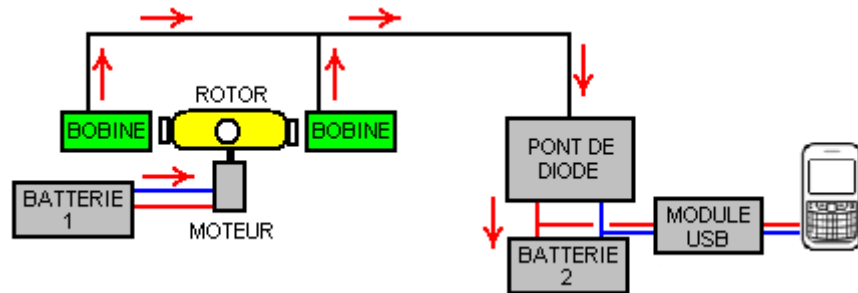 ROTOR
BOBINE
BOBINE
BATTERIE
1
MOTEUR
PONT DE
DIODE
BATTERIE
2
MODULE
USB